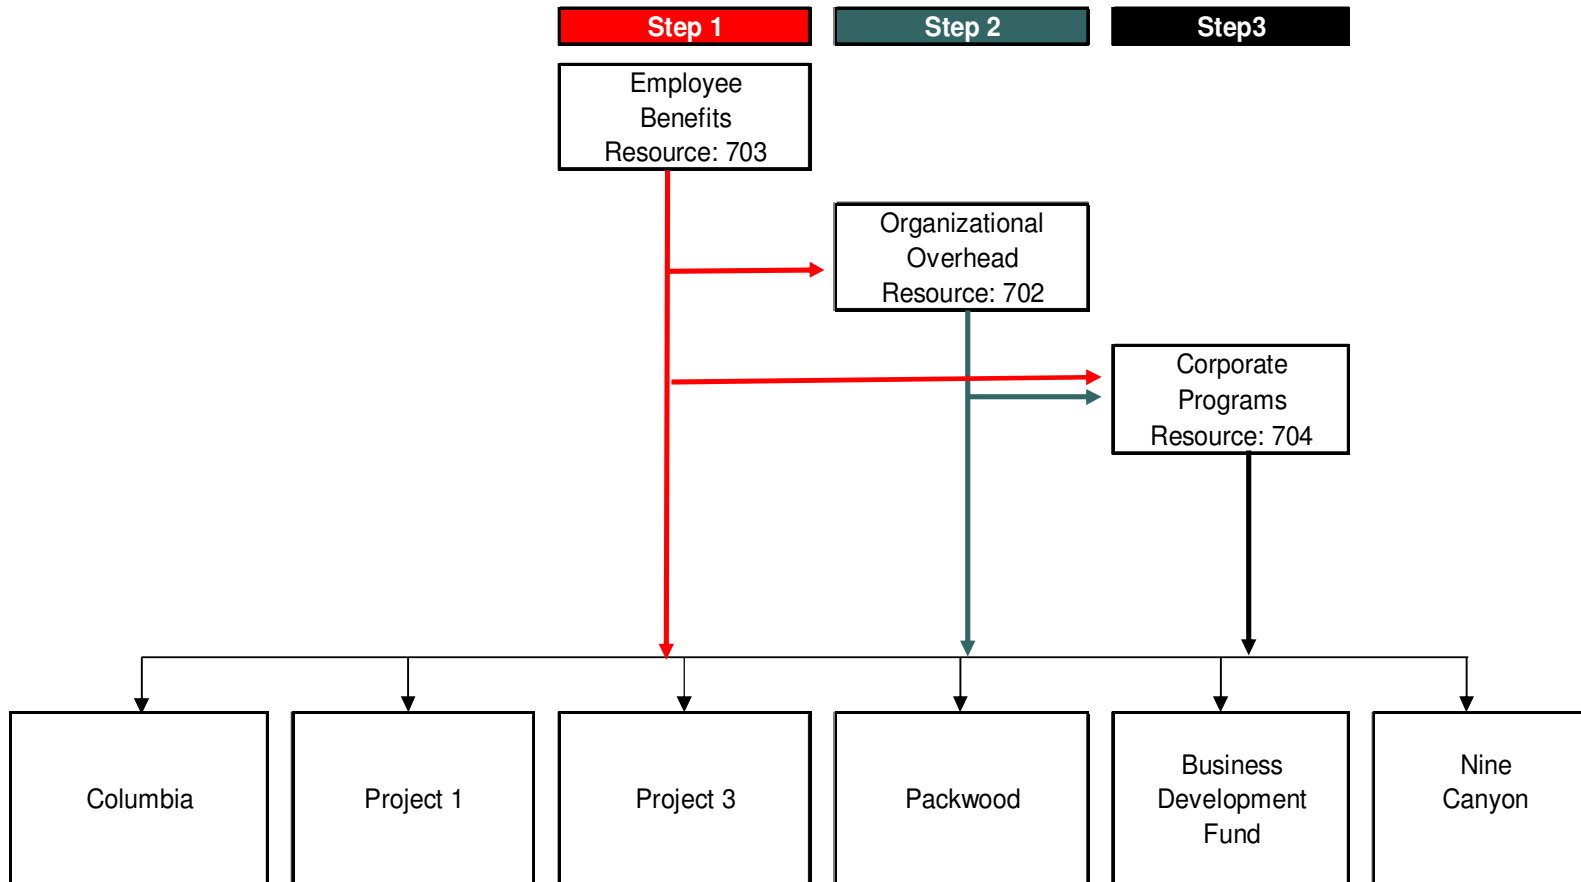 Step 1
Step 2
Step3
Employee
Benefits
Resource: 703
Organizational
Overhead
Resource: 702
Corporate
Programs
Resource: 704
Columbia
Project 1
Project 3
Packwood
Business
Development
Fund
Nine
Canyon